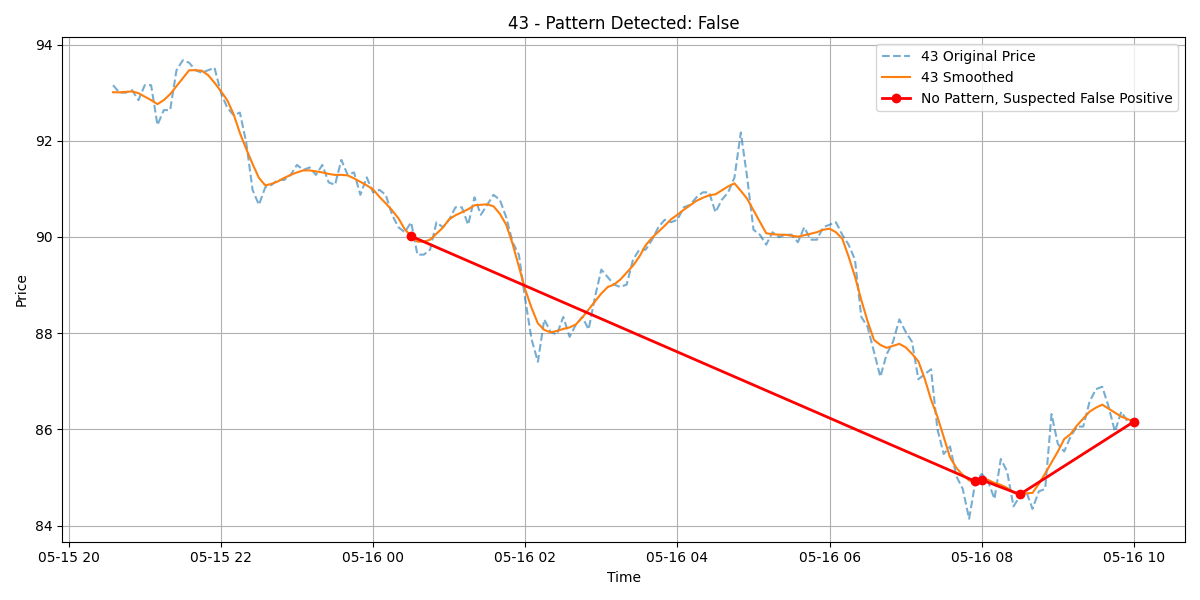 43 - Pattern Detected: False
43 Original Price
43 Smoothed
No Pattern, Suspected False Positive
Price
94
92
90
88
86
84
05-15 20
05-15 22
05-16 00
05-16 02
05-16 04
05-16 06
05-16 08
05-16 10
Time